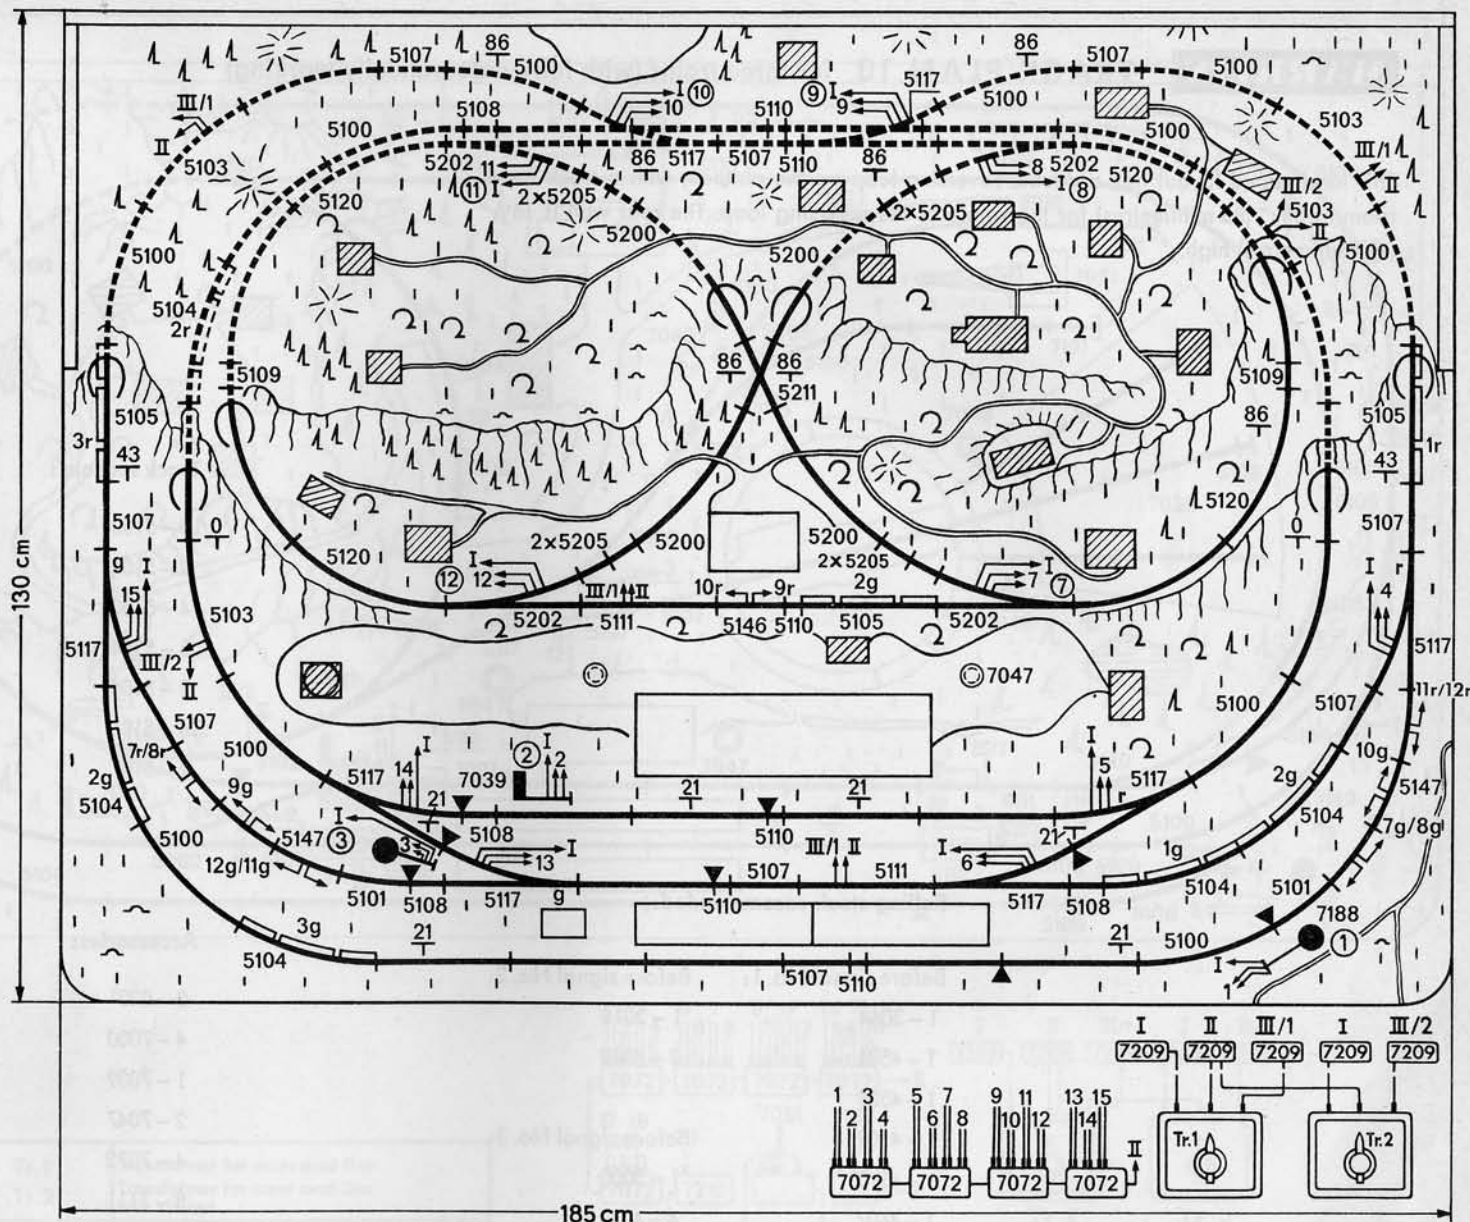 5107 86 5100 86 5107 5100
III/1 II 5108 I 10 ⑩ ⑨ I 9 5117 5110 5100 5103
5100 5103 5202 11 ⑪ I 86 5117 5107 5110 86 8 I ⑧ 5202 5100 III/1 II
5120 2×5205 2×5205 5120 III/2 5103 II
5100 5200 5200 5100
5104
2r
5109 86 86 5211 5109
5105 86 5105
3r 43 43 1r
5107 0 5120 0 5107
5120 2×5205 5200 5200 2×5205
g I 15 ⑫ I 12 III/1 II 10r 9r 2g I 7 ⑦ I r 4
5103 5202 5111 5146 5110 5105 5202
5117 III/2 II 7047 5117
5107 5100 5107 11r/12r
7r/8r 5100 10g
2g 9g 5117 14 I 7039 ② I 2 21 21 I 5 r 5117 2g 5147
5104 5147 I ③ 21 5108 5110 21 5104 7g/8g
5100 12g/11g 3 13 I III/1 II I 6 1g
5101 5108 5117 g 5110 5107 5111 5117 5108 5104 5101
3g 21 21 5100 7188 ①
5104 5107 5110 I 1
130 cm
I II III/1 I III/2
7209 7209 7209 7209 7209
1 2 3 4 5 6 7 8 9 10 11 12 13 14 15 II
7072 7072 7072 7072
Tr.1 Tr.2
185 cm
Accessories:
4-7000
1-7039
2-7047